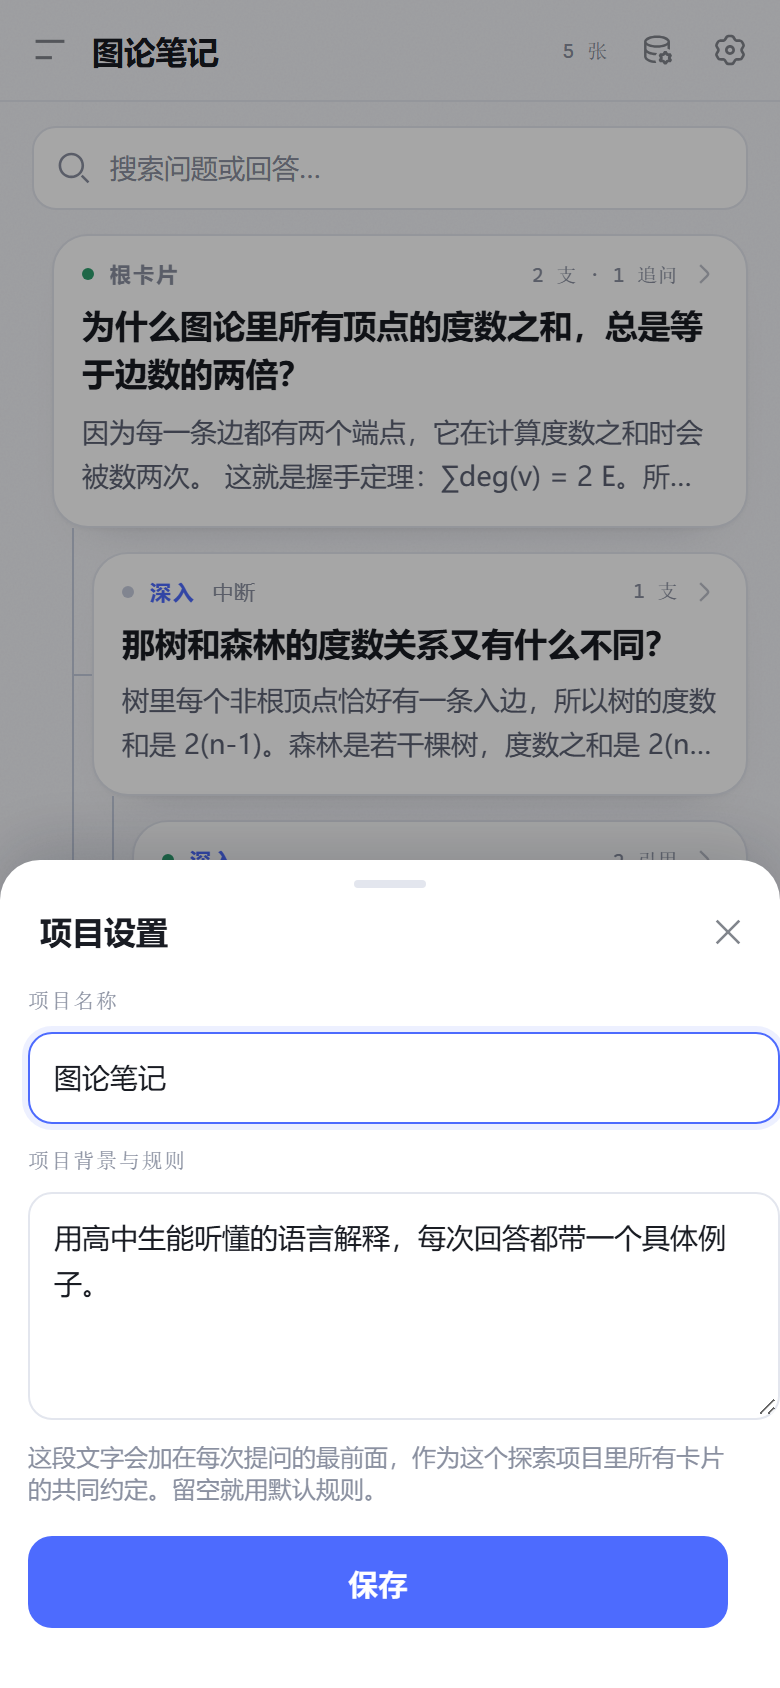 图论笔记
5 张
搜索问题或回答...
根卡片
2 支 · 1 追问
为什么图论里所有顶点的度数之和，总是等
于边数的两倍？
因为每一条边都有两个端点，它在计算度数之和时会
被数两次。 这就是握手定理：∑deg(v) = 2 E。所...
深入 中断
1 支
那树和森林的度数关系又有什么不同？
树里每个非根顶点恰好有一条入边，所以树的度数
和是 2(n-1)。森林是若干棵树，度数之和是 2(n...
深入
2 引用
项目设置
项目名称
图论笔记
项目背景与规则
用高中生能听懂的语言解释，每次回答都带一个具体例
子。
这段文字会加在每次提问的最前面，作为这个探索项目里所有卡片
的共同约定。留空就用默认规则。
保存